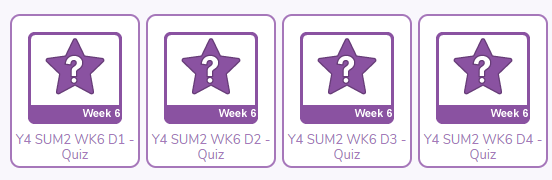 ?
Week 6
Y4 SUM2 WK6 D1 -
Quiz
?
Week 6
Y4 SUM2 WK6 D2 -
Quiz
?
Week 6
Y4 SUM2 WK6 D3 -
Quiz
?
Week 6
Y4 SUM2 WK6 D4 -
Quiz